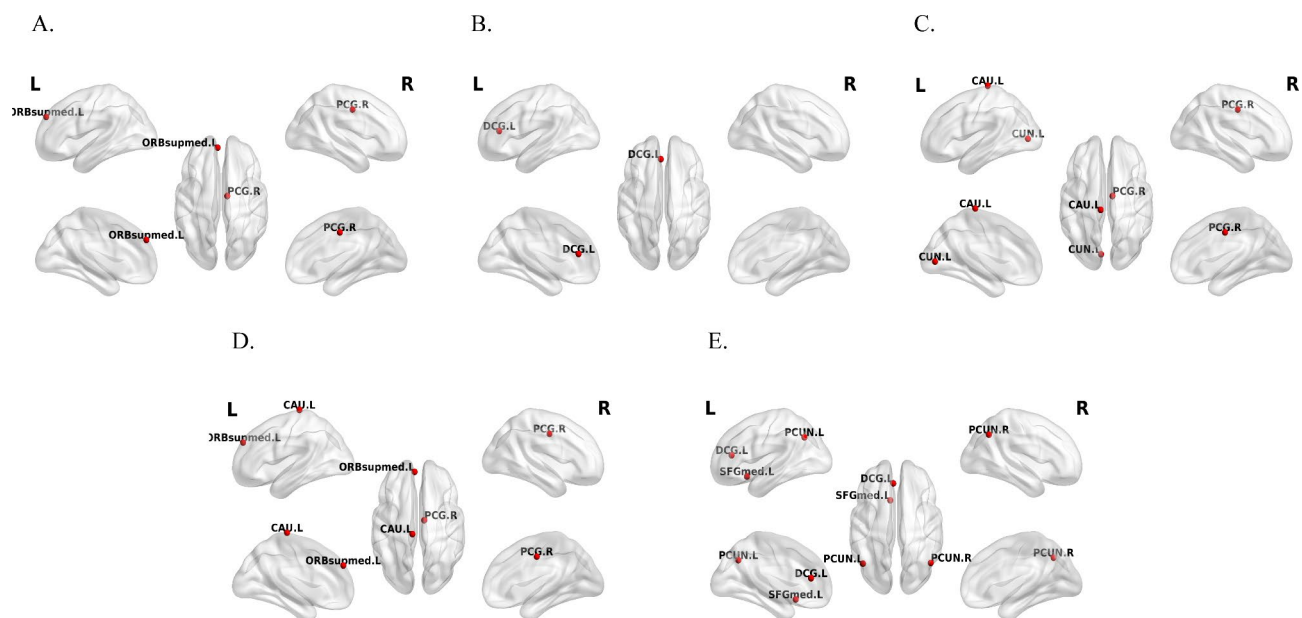 A.
B.
C.
L
R
ORBsupmed.L
PCG.R
ORBsupmed.L
PCG.R
ORBsupmed.L
PCG.R
L
R
DCG.L
DCG.L
DCG.L
L
R
CAU.L
CUN.L
PCG.R
CAU.L
PCG.R
CAU.L
CUN.L
CUN.L
PCG.R
D.
E.
L
R
CAU.L
ORBsupmed.L
PCG.R
ORBsupmed.L
PCG.R
CAU.L
CAU.L
ORBsupmed.L
PCG.R
L
R
PCUN.L
DCG.L
SFGmed.L
PCUN.R
DCG.L
SFGmed.L
PCUN.L
PCUN.R
PCUN.L
DCG.L
SFGmed.L
PCUN.R